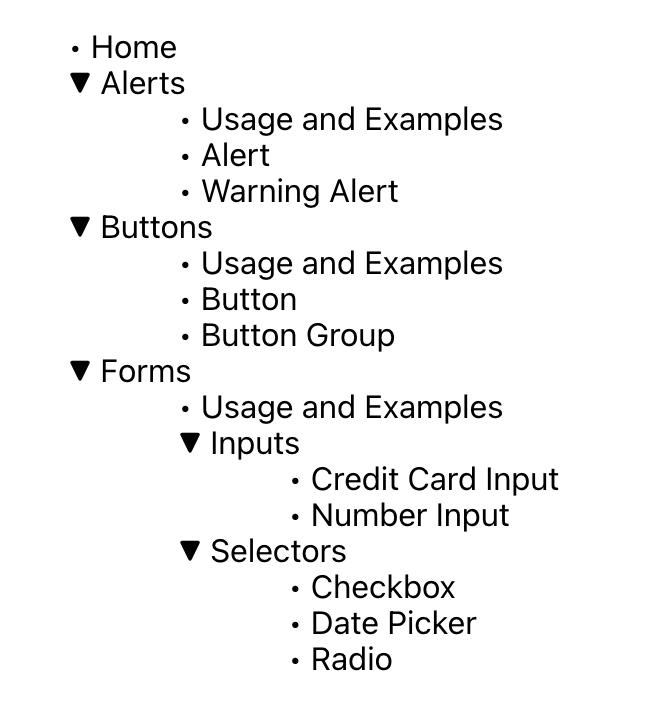 • Home
▼ Alerts
• Usage and Examples
• Alert
• Warning Alert
▼ Buttons
• Usage and Examples
• Button
• Button Group
▼ Forms
• Usage and Examples
▼ Inputs
• Credit Card Input
• Number Input
▼ Selectors
• Checkbox
• Date Picker
• Radio